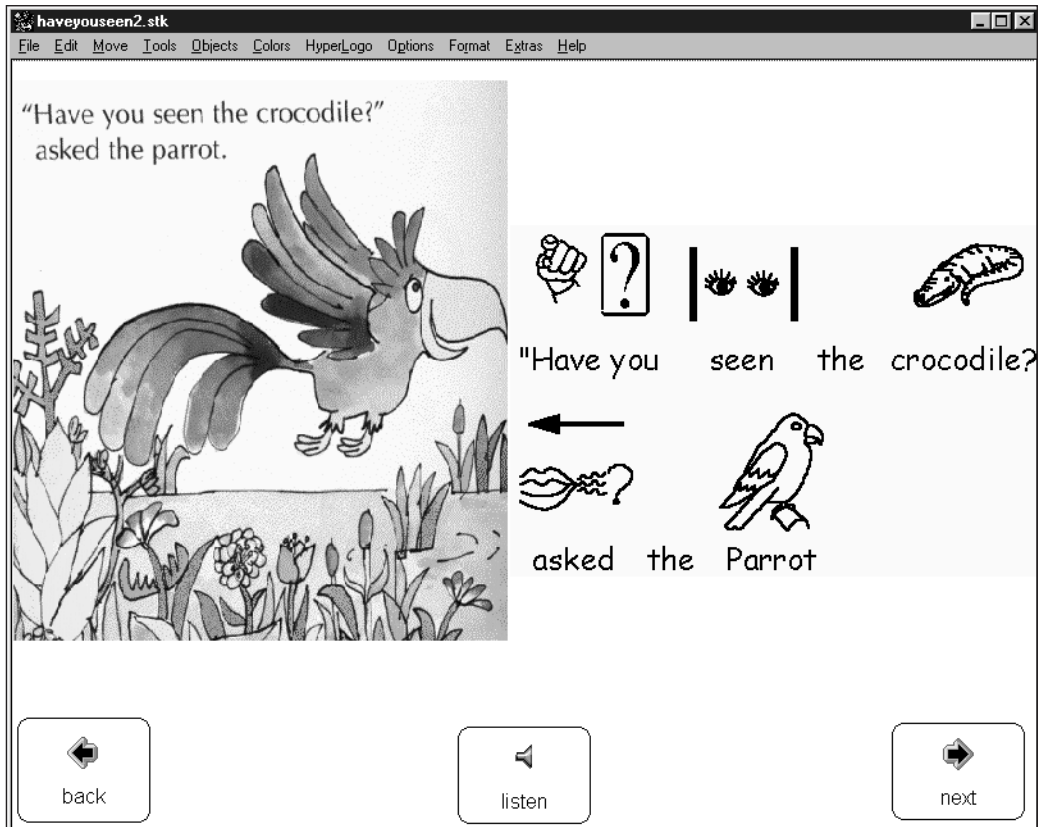 haveyouseen2.stk
File Edit Move Tools Objects Colors HyperLogo Options Format Extras Help
“Have you seen the crocodile?”
asked the parrot.
"Have you seen the crocodile?
asked the Parrot
back
listen
next